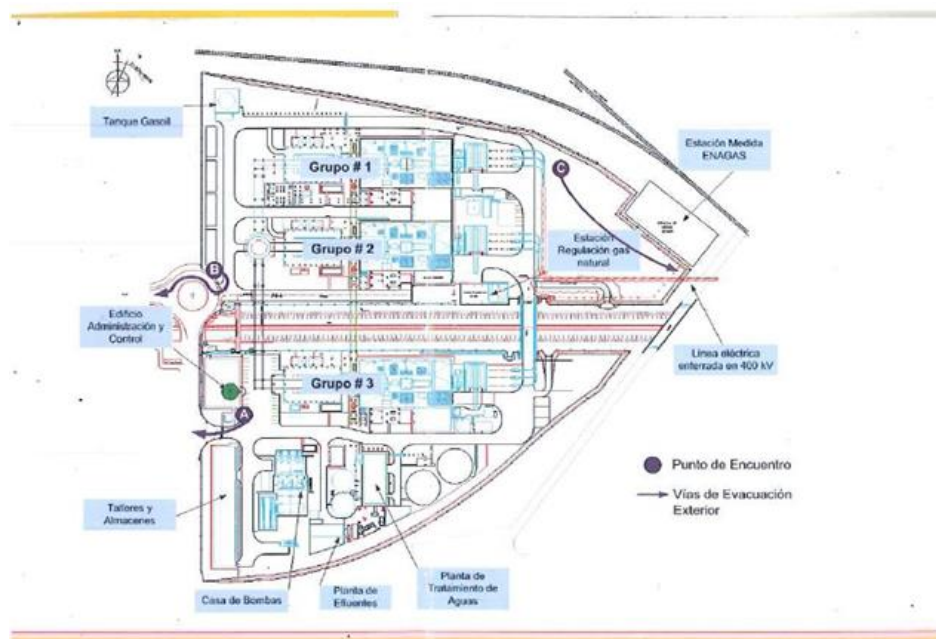 Tanque Gasoil
Grupo # 1
Estación Medida
ENAGAS
C
Grupo # 2
Estación
Regulación gas
natural
B
Edificio
Administración y
Control
Línea eléctrica
enterrada en 400 kV
Grupo # 3
A
Punto de Encuentro
Vías de Evacuación
Exterior
Talleres y
Almacenes
Casa de Bombas
Planta de
Efluentes
Planta de
Tratamiento de
Aguas